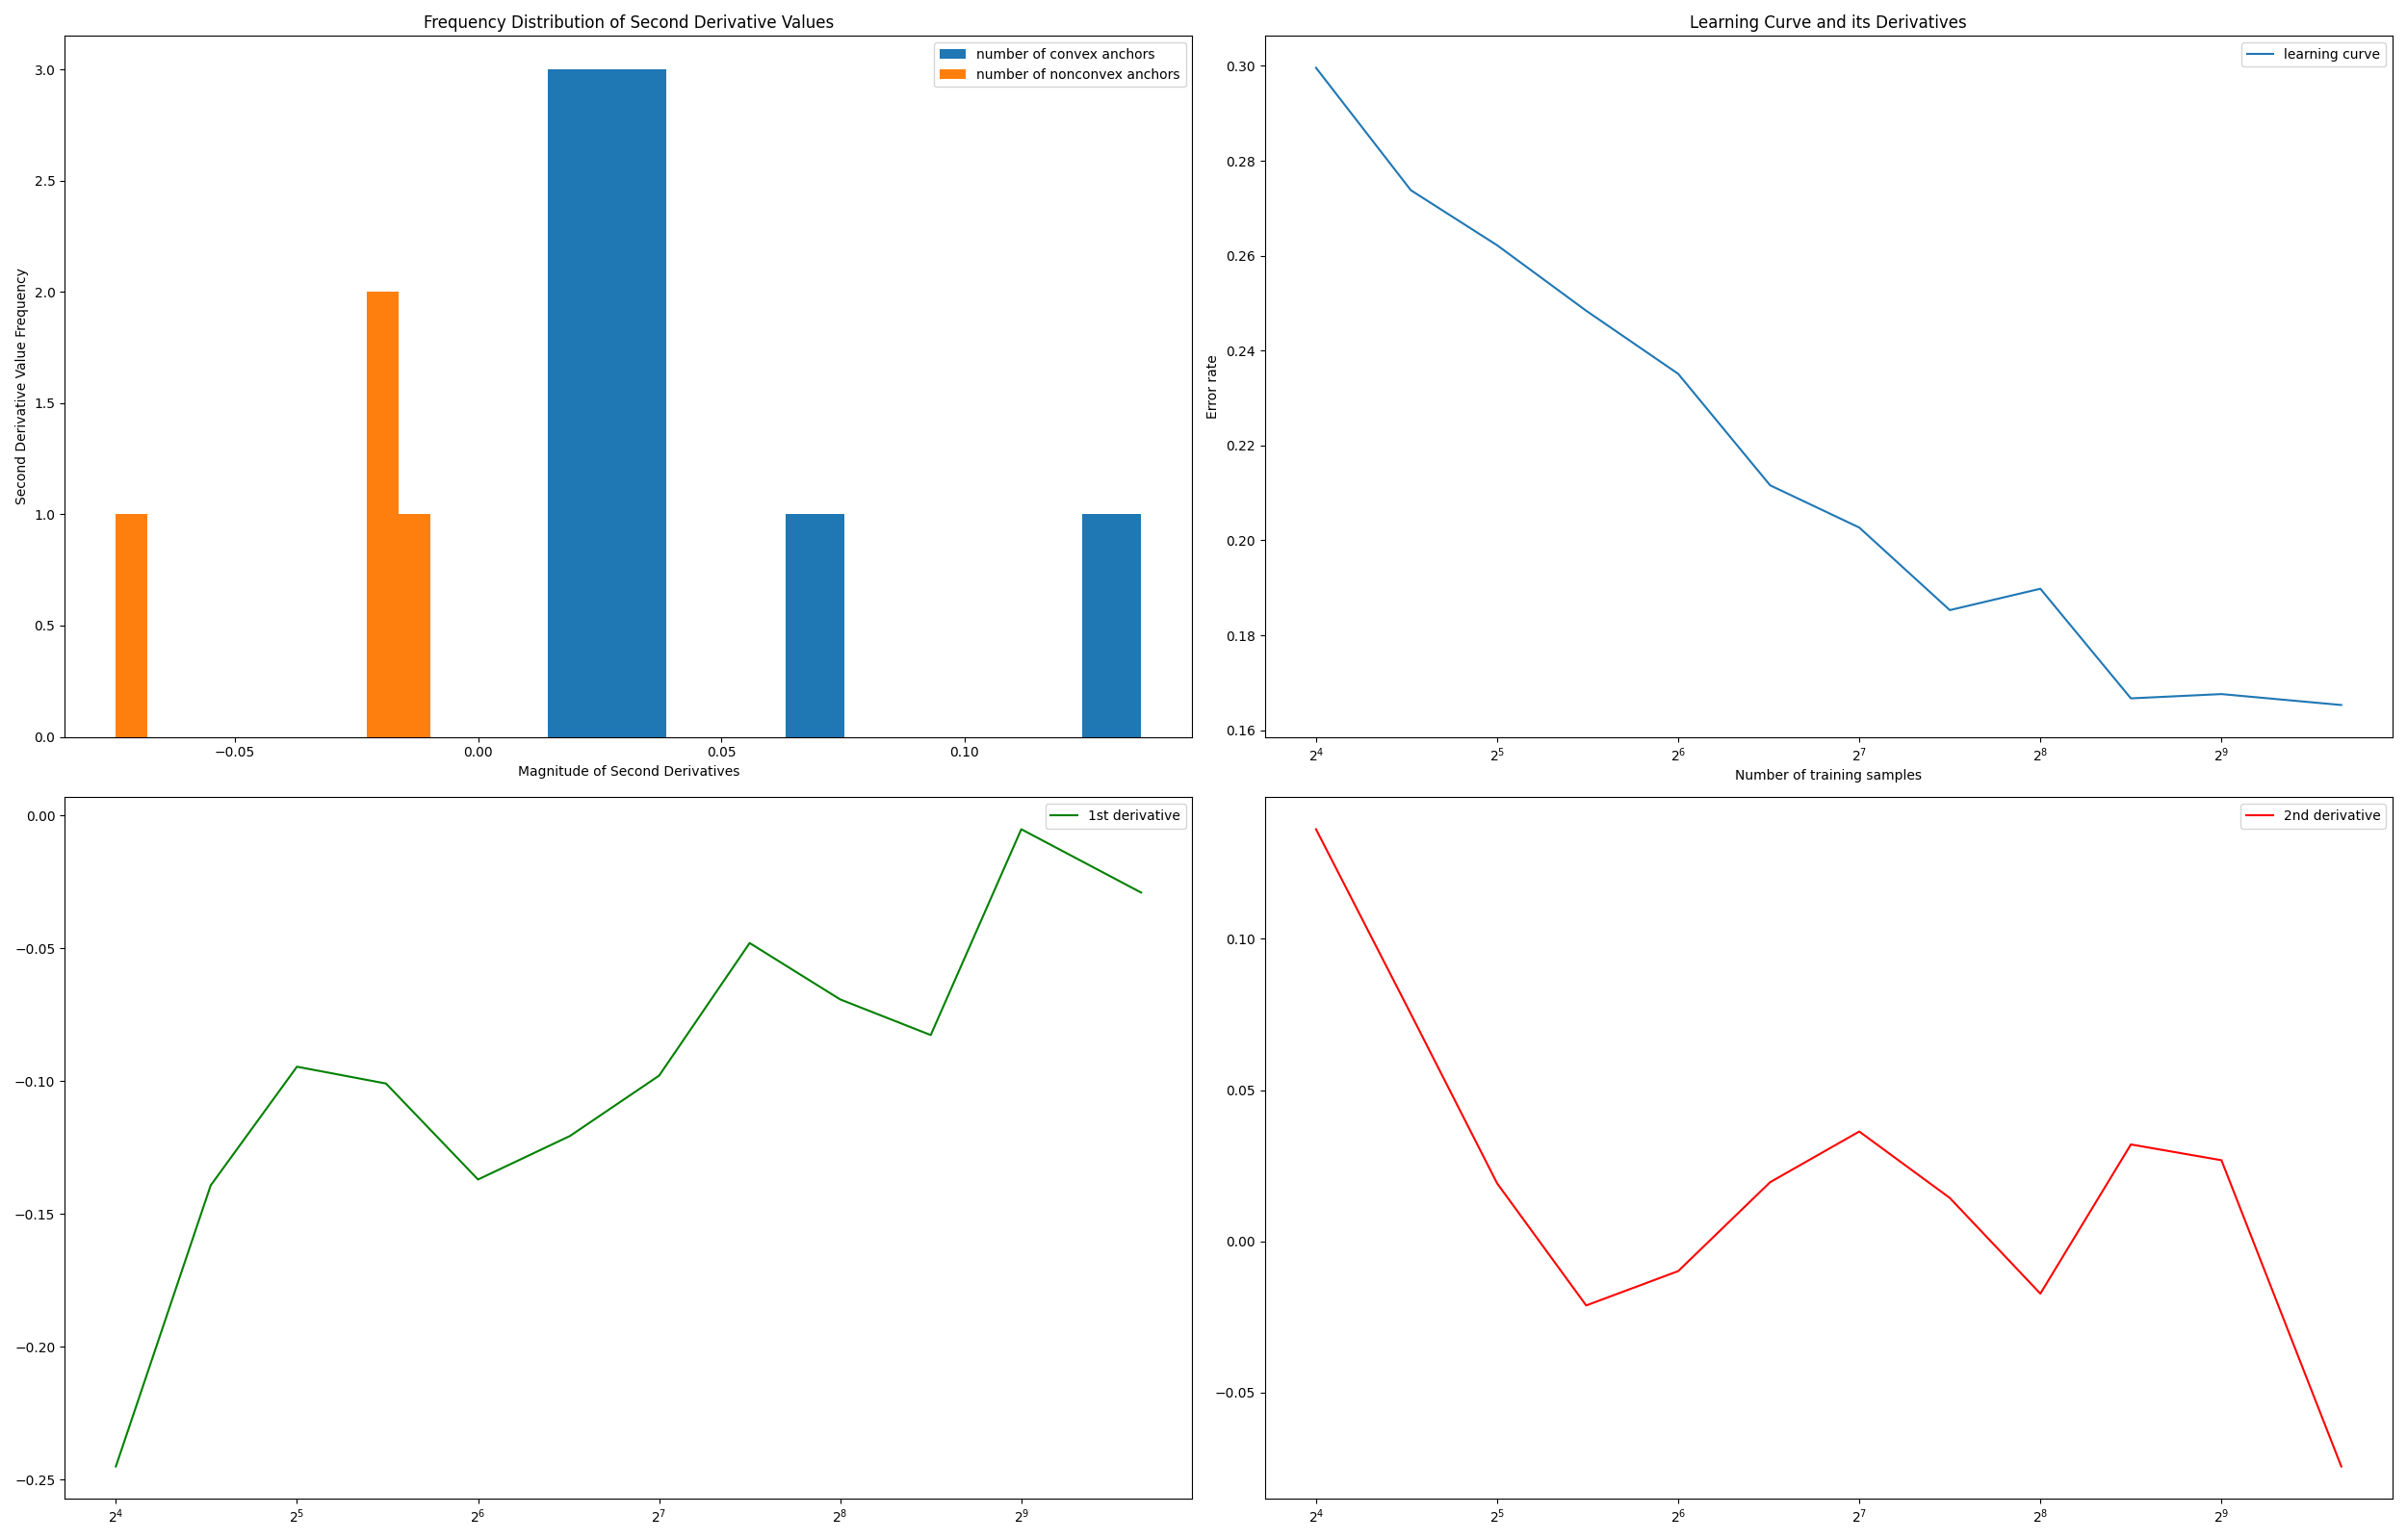 Frequency Distribution of Second Derivative Values
number of convex anchors
number of nonconvex anchors
3.0
2.5
2.0
1.5
1.0
0.5
0.0
Second Derivative Value Frequency
−0.05 0.00 0.05 0.10
Magnitude of Second Derivatives
Learning Curve and its Derivatives
learning curve
0.30
0.28
0.26
0.24
0.22
0.20
0.18
0.16
Error rate
2⁴ 2⁵ 2⁶ 2⁷ 2⁸ 2⁹
Number of training samples
1st derivative
0.00
−0.05
−0.10
−0.15
−0.20
−0.25
2⁴ 2⁵ 2⁶ 2⁷ 2⁸ 2⁹
2nd derivative
0.10
0.05
0.00
−0.05
2⁴ 2⁵ 2⁶ 2⁷ 2⁸ 2⁹